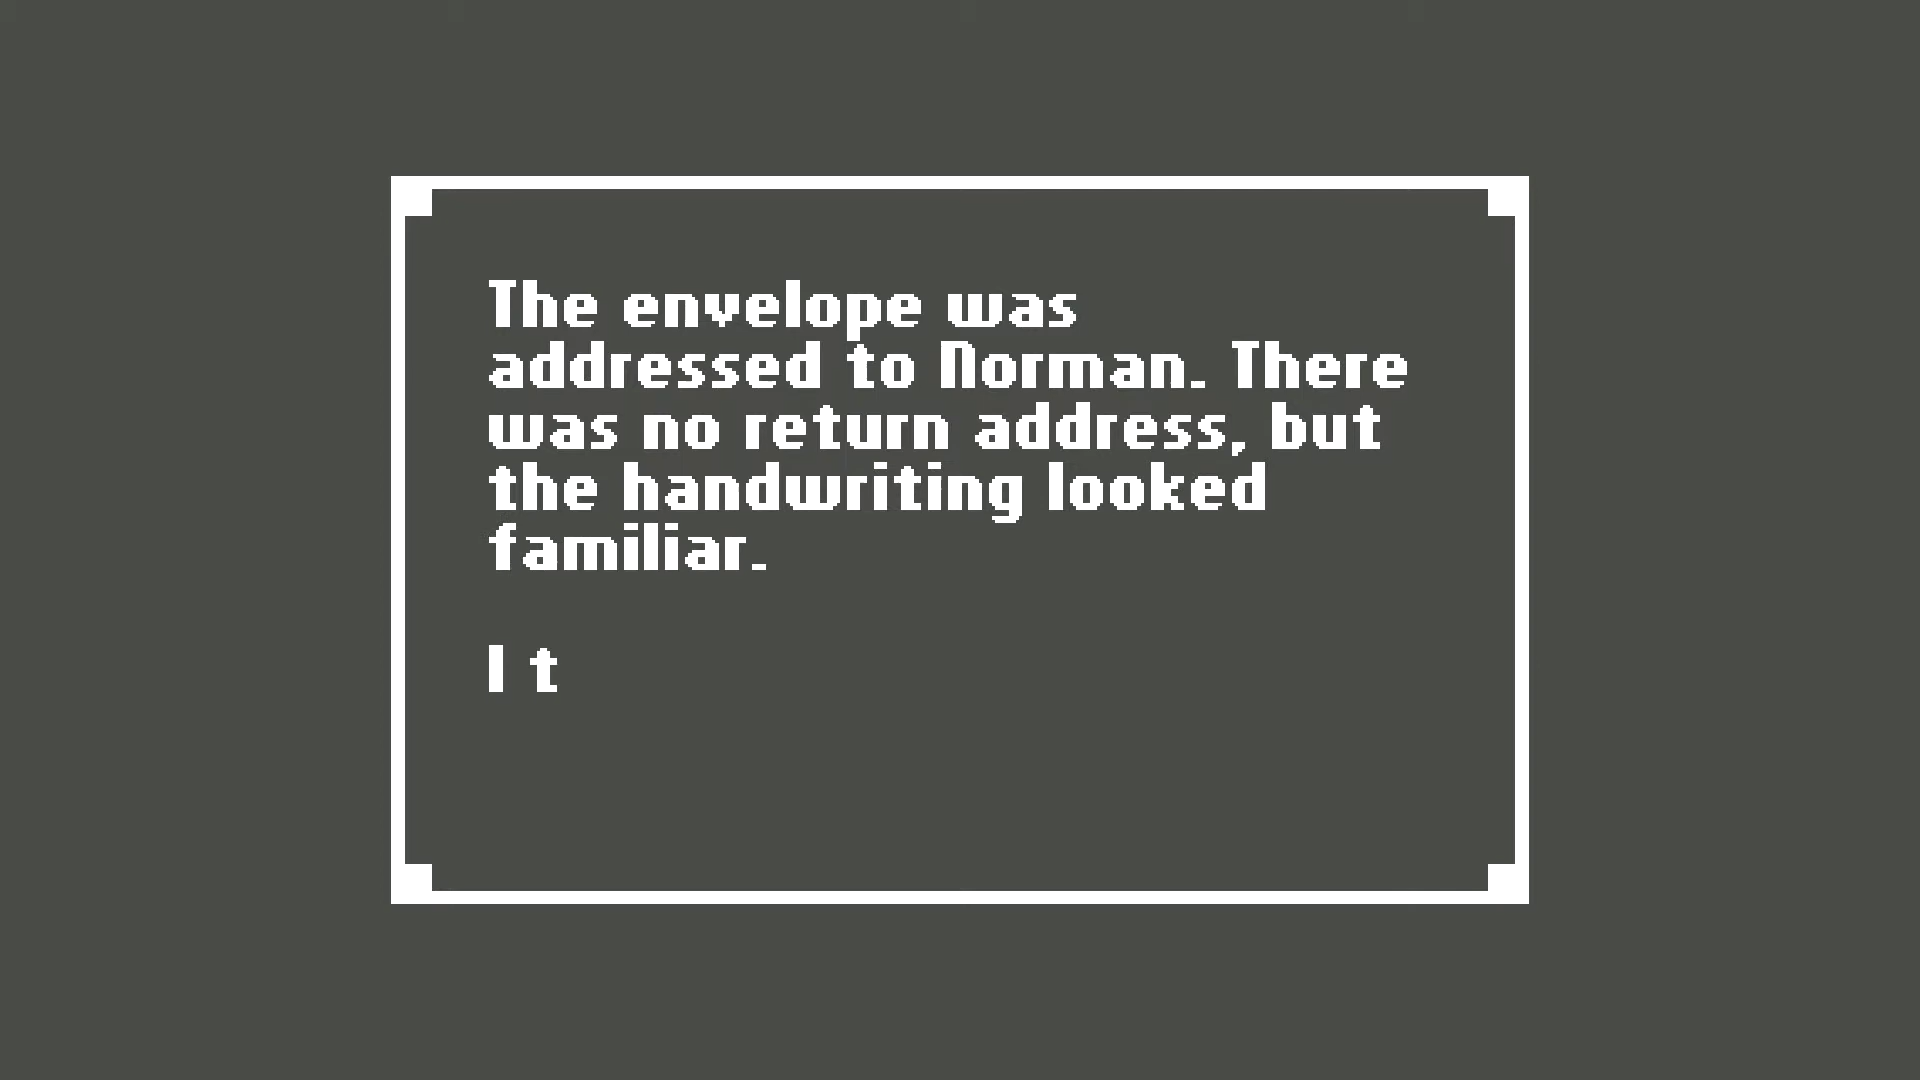 The envelope was
addressed to Norman. There
was no return address, but
the handwriting looked
familiar.
I t